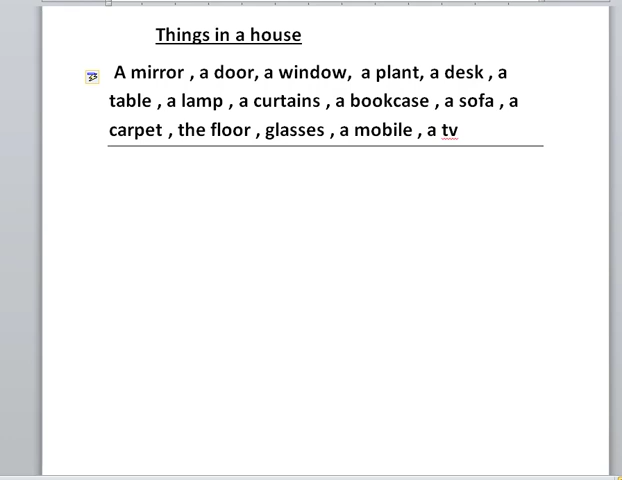 Things in a house
A mirror , a door, a window,  a plant, a desk , a
table , a lamp , a curtains , a bookcase , a sofa , a
carpet , the floor , glasses , a mobile , a tv